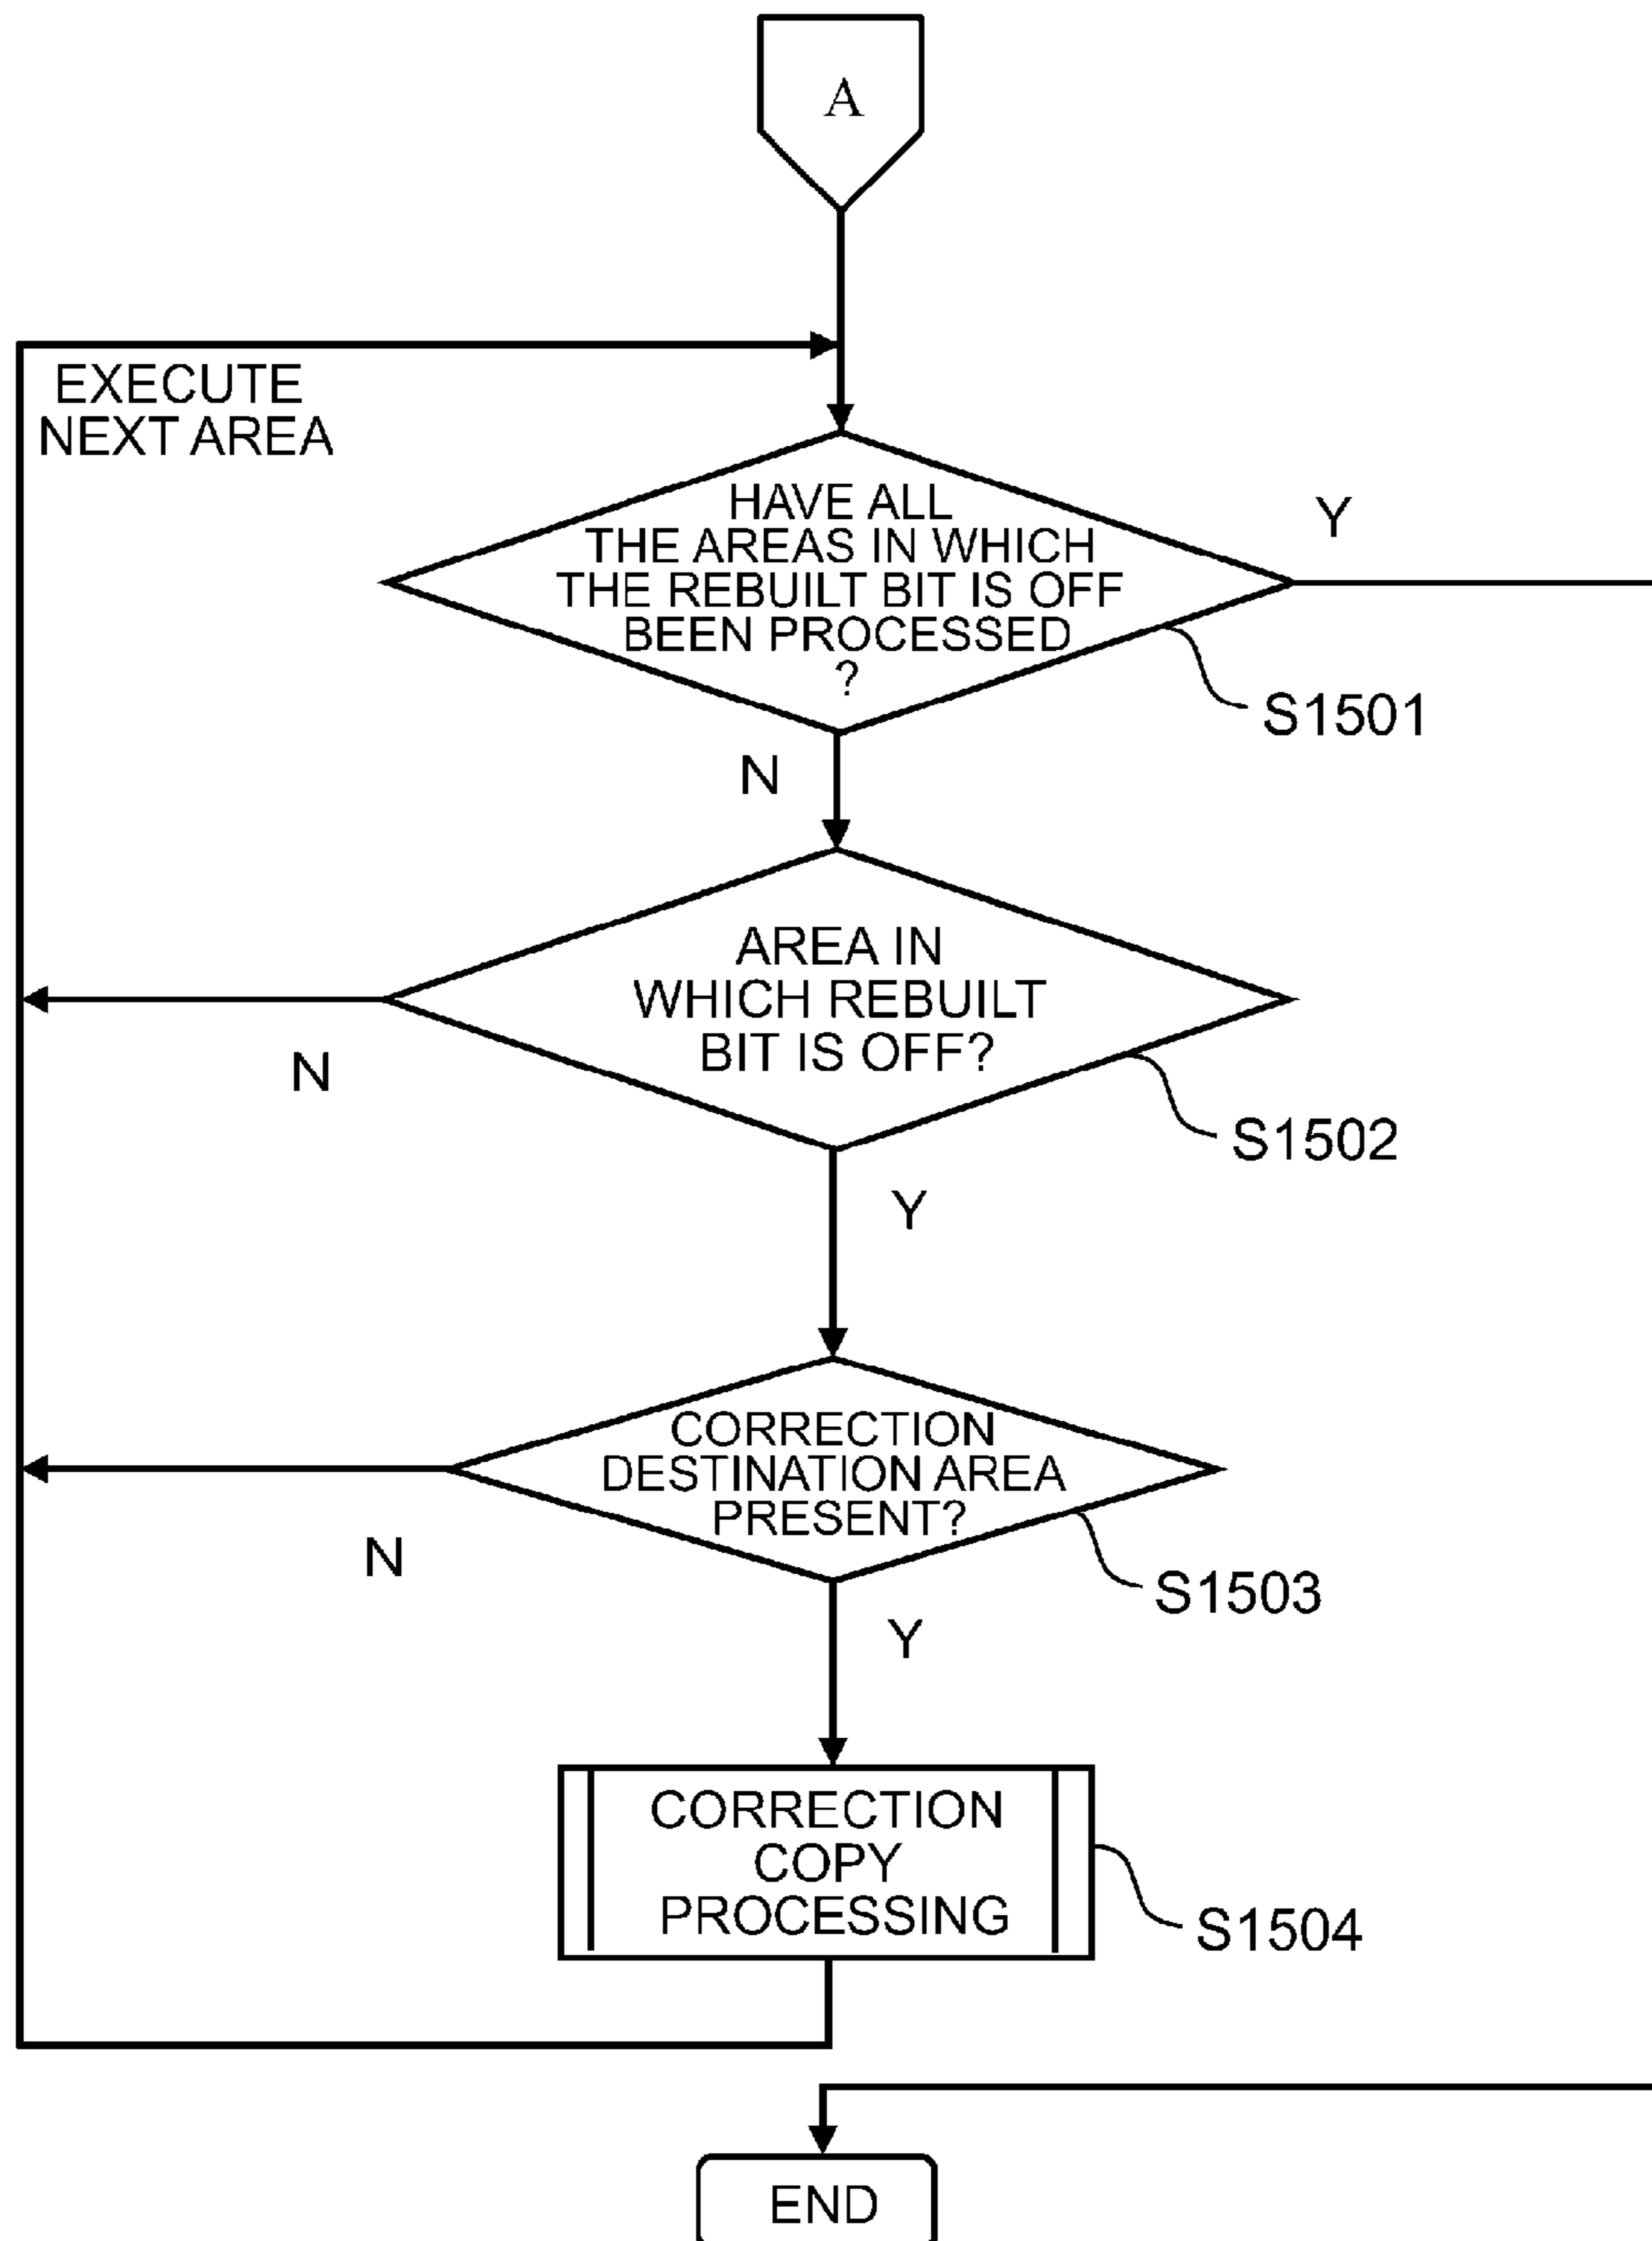 A
EXECUTE
NEXT AREA
HAVE ALL
THE AREAS IN WHICH
THE REBUILT BIT IS OFF
BEEN PROCESSED
?
Y
S1501
N
AREA IN
WHICH REBUILT
BIT IS OFF?
N
S1502
Y
CORRECTION
DESTINATION AREA
PRESENT?
N
S1503
Y
CORRECTION
COPY
PROCESSING
S1504
END